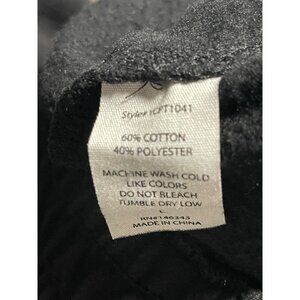 Style# YCPT1041
60% COTTON
40% POLYESTER
MACHINE WASH COLD
LIKE COLORS
DO NOT BLEACH
TUMBLE DRY LOW
L
RN#146343
MADE IN CHINA